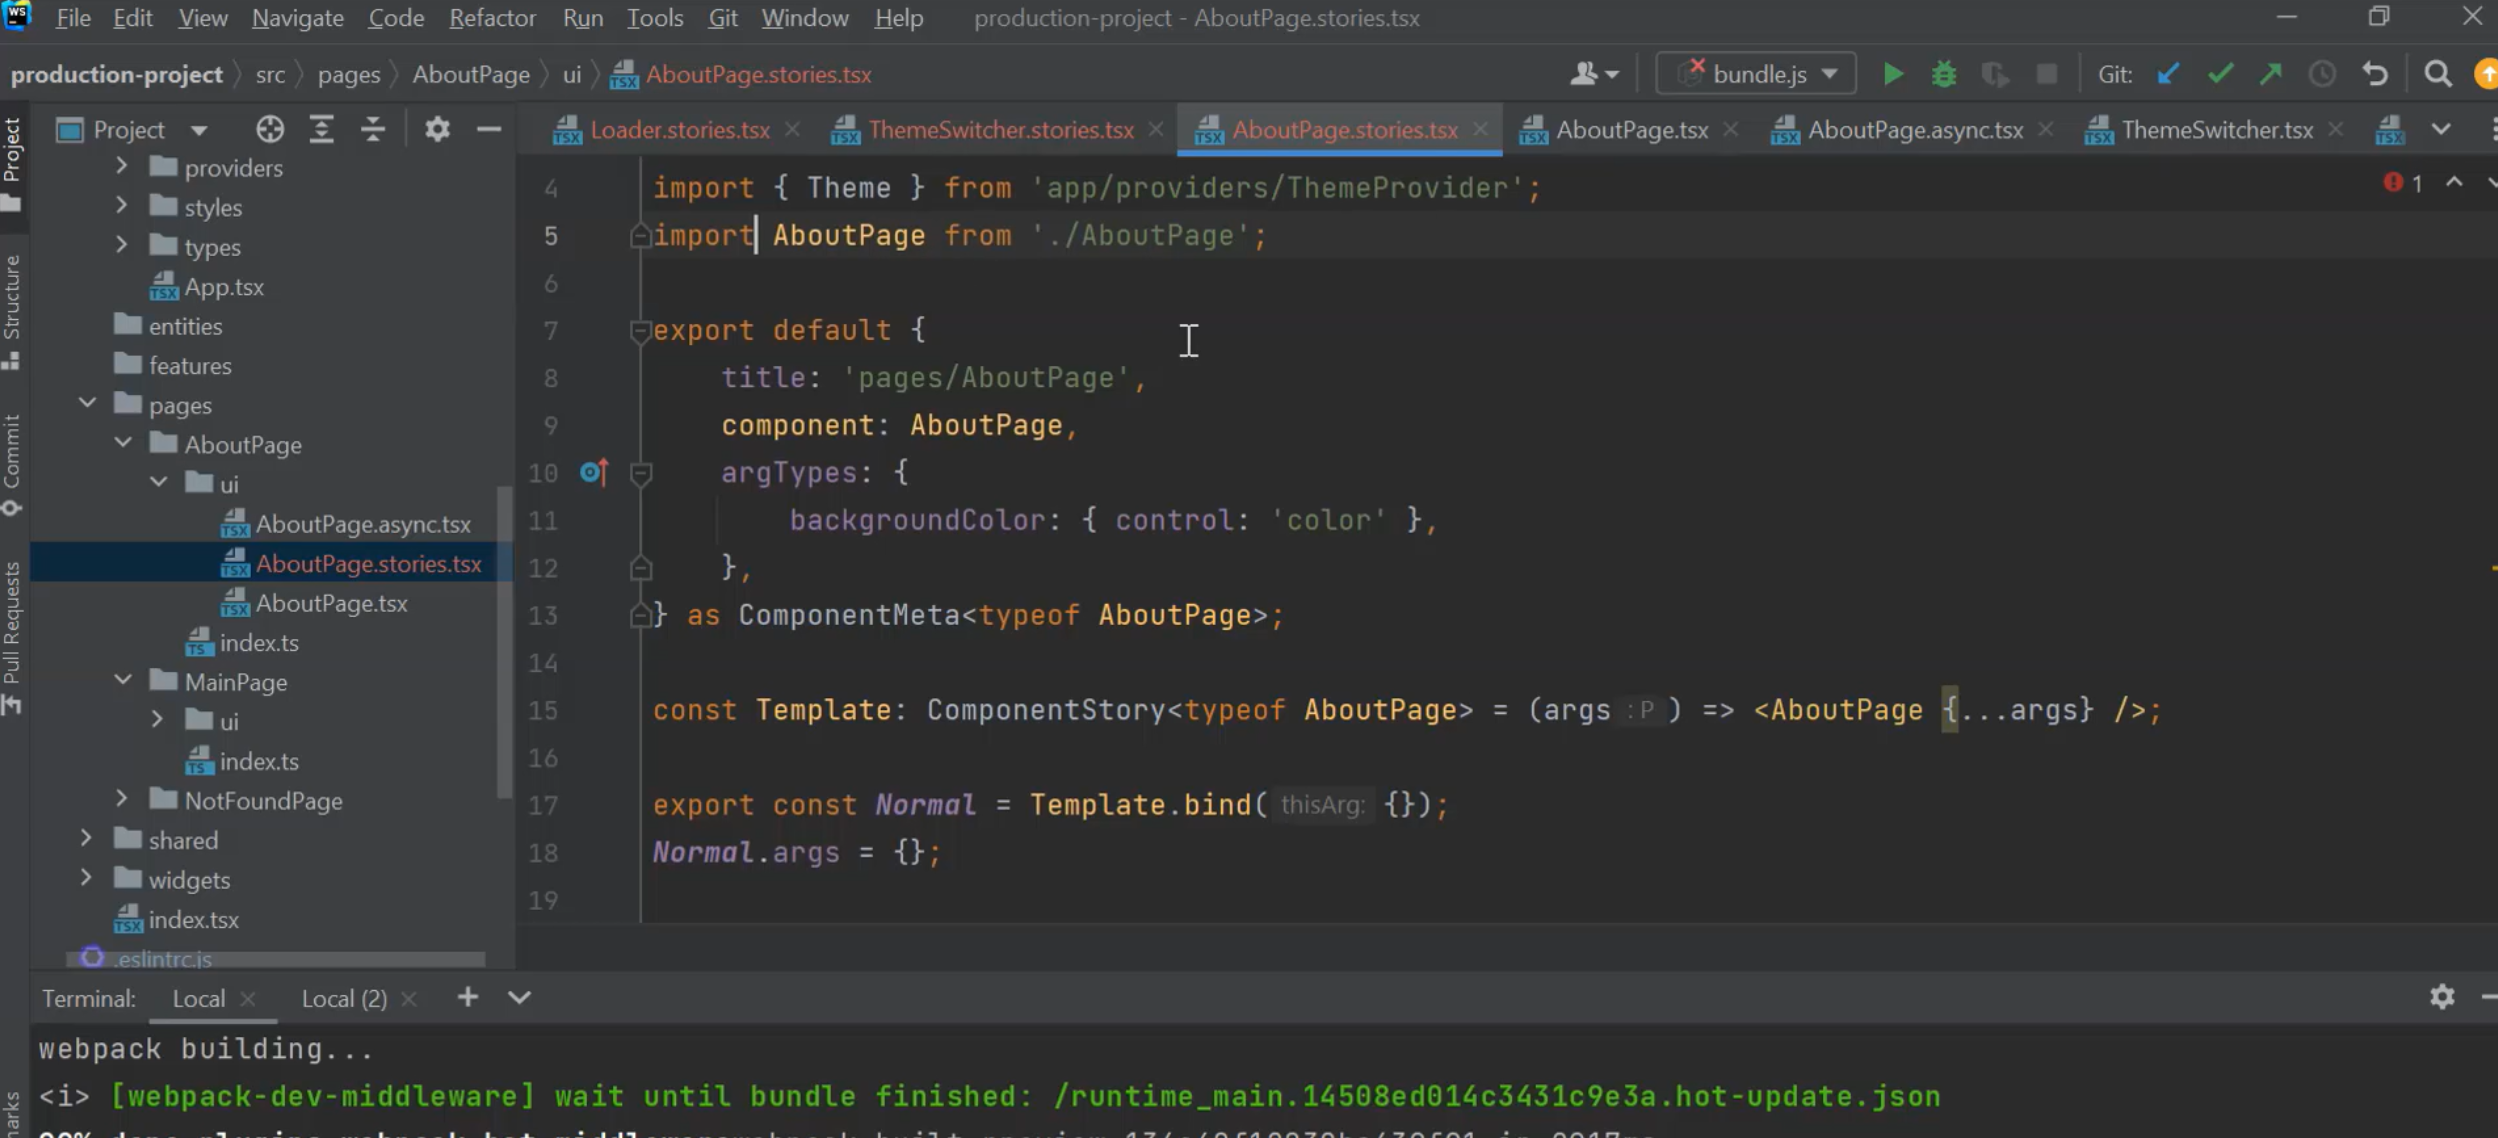 WS File Edit View Navigate Code Refactor Run Tools Git Window Help production-project - AboutPage.stories.tsx
production-project src pages AboutPage ui AboutPage.stories.tsx bundle.js Git:
Project
Loader.stories.tsx ThemeSwitcher.stories.tsx AboutPage.stories.tsx AboutPage.tsx AboutPage.async.tsx ThemeSwitcher.tsx
Project
Structure
Commit
Pull Requests
providers
styles
types
App.tsx
entities
features
pages
AboutPage
ui
AboutPage.async.tsx
AboutPage.stories.tsx
AboutPage.tsx
index.ts
MainPage
ui
index.ts
NotFoundPage
shared
widgets
index.tsx
.eslintrc.js
1
4 import { Theme } from 'app/providers/ThemeProvider';
5 import AboutPage from './AboutPage';
6
7 export default {
8 title: 'pages/AboutPage',
9 component: AboutPage,
10 argTypes: {
11 backgroundColor: { control: 'color' },
12 },
13 } as ComponentMeta<typeof AboutPage>;
14
15 const Template: ComponentStory<typeof AboutPage> = (args :P ) => <AboutPage {...args} />;
16
17 export const Normal = Template.bind( thisArg: {});
18 Normal.args = {};
19
Terminal: Local Local (2)
webpack building...
<i> [webpack-dev-middleware] wait until bundle finished: /runtime_main.14508ed014c3431c9e3a.hot-update.json